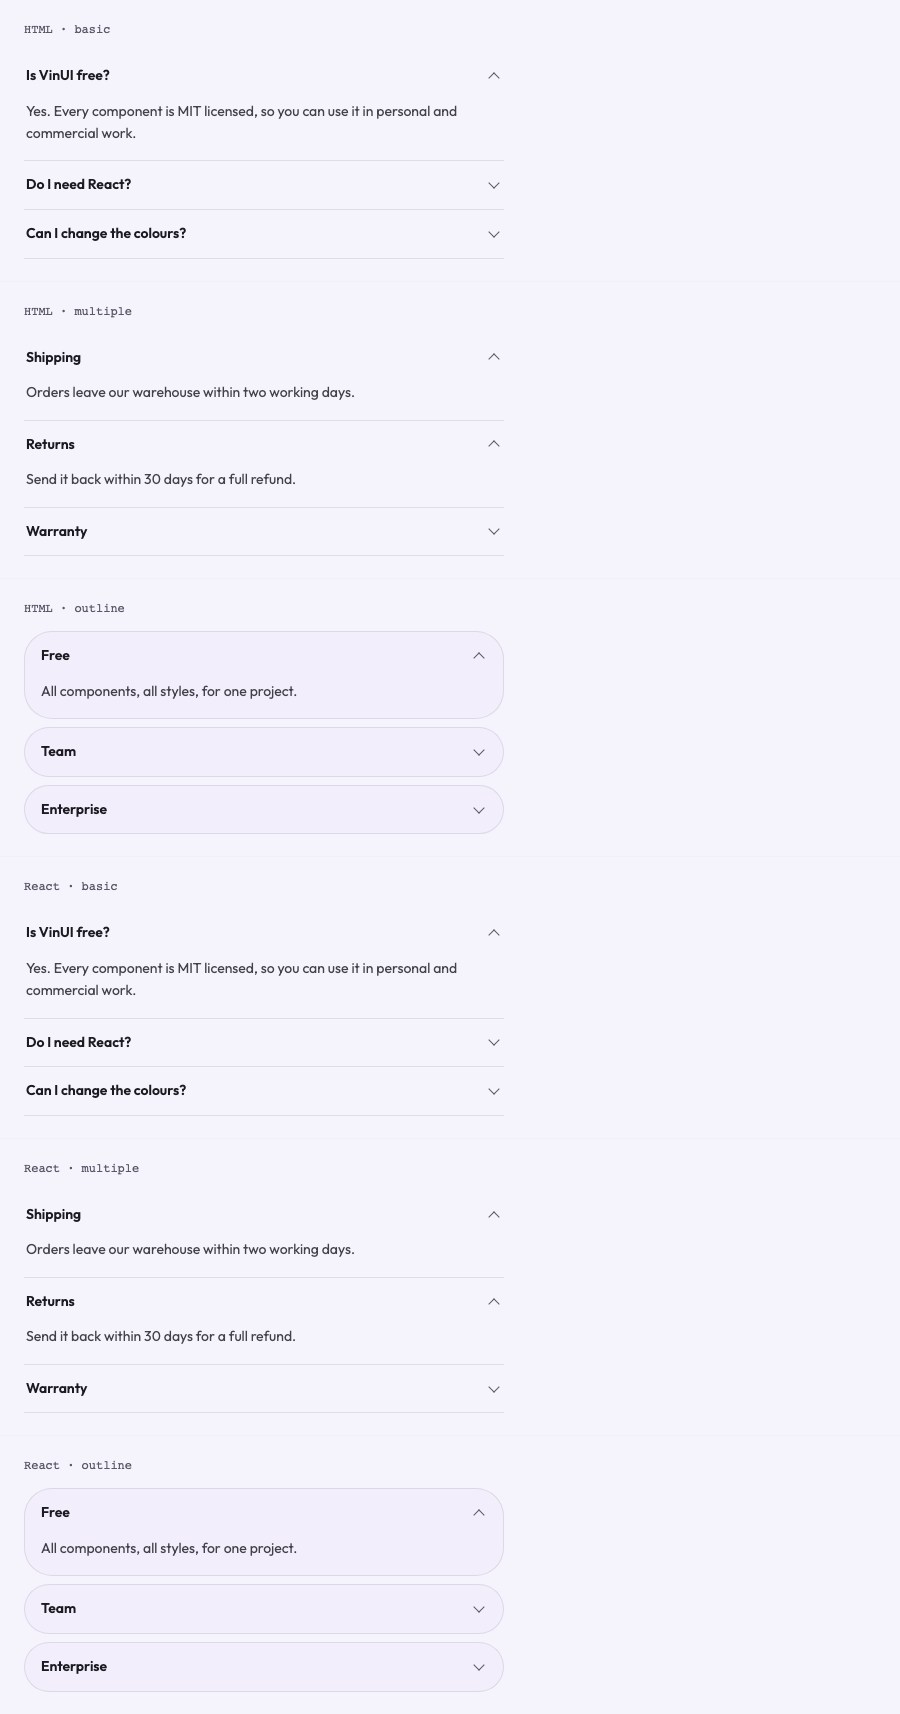 HTML · basic
Is VinUI free?
Yes. Every component is MIT licensed, so you can use it in personal and
commercial work.
Do I need React?
Can I change the colours?
HTML · multiple
Shipping
Orders leave our warehouse within two working days.
Returns
Send it back within 30 days for a full refund.
Warranty
HTML · outline
Free
All components, all styles, for one project.
Team
Enterprise
React · basic
Is VinUI free?
Yes. Every component is MIT licensed, so you can use it in personal and
commercial work.
Do I need React?
Can I change the colours?
React · multiple
Shipping
Orders leave our warehouse within two working days.
Returns
Send it back within 30 days for a full refund.
Warranty
React · outline
Free
All components, all styles, for one project.
Team
Enterprise